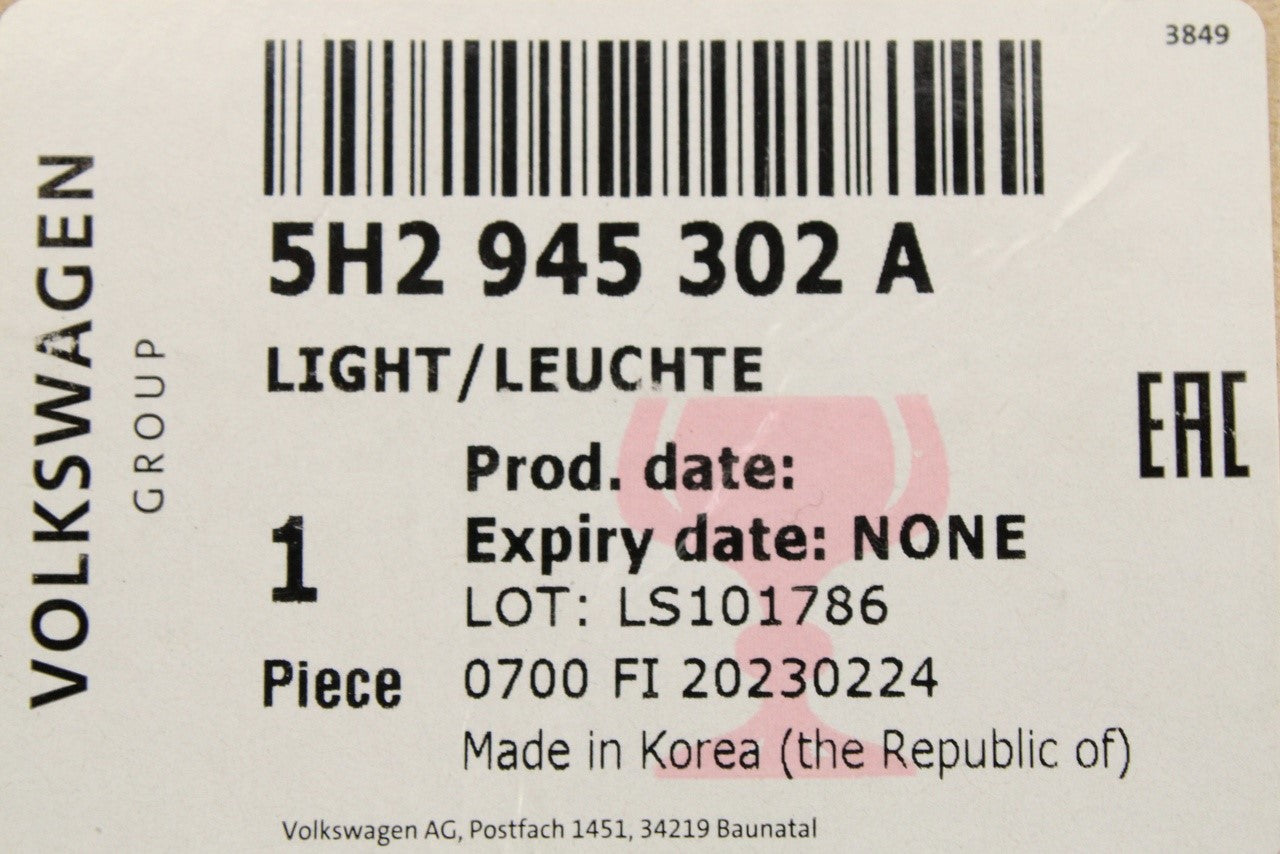 3849
VOLKSWAGEN
GROUP
5H2 945 302 A
LIGHT/LEUCHTE
EAC
Prod. date:
Expiry date: NONE
1
LOT: LS101786
Piece
0700 FI 20230224
Made in Korea (the Republic of)
Volkswagen AG, Postfach 1451, 34219 Baunatal